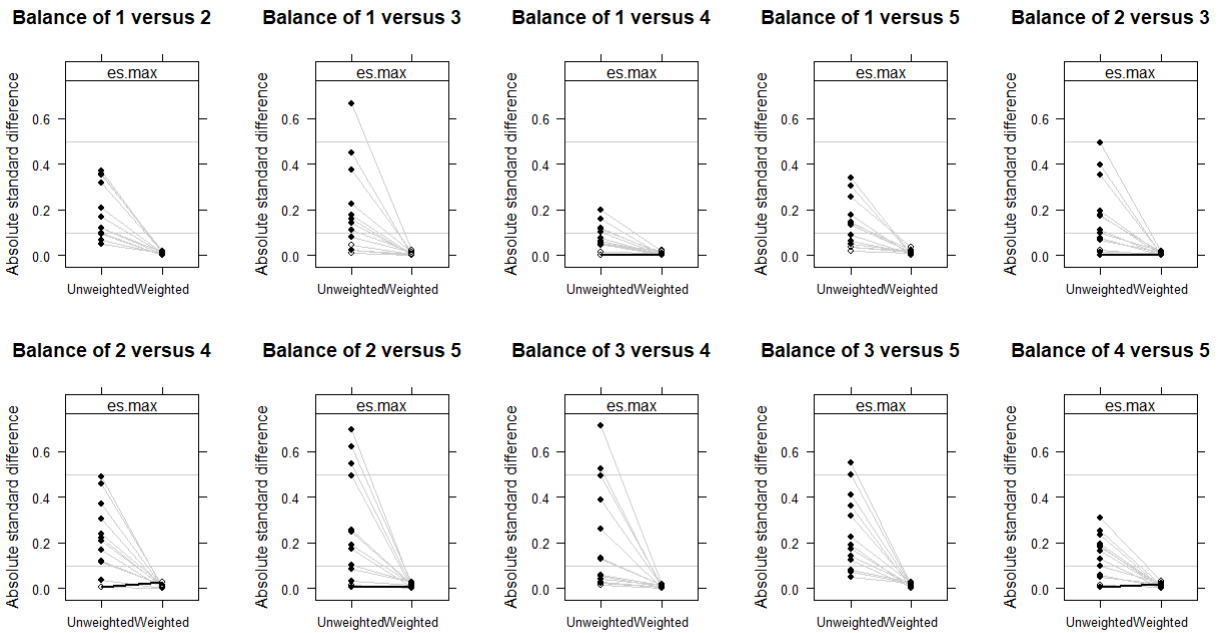 Balance of 1 versus 2
Balance of 1 versus 3
Balance of 1 versus 4
Balance of 1 versus 5
Balance of 2 versus 3
es.max
es.max
es.max
es.max
es.max
Absolute standard difference
0.6
0.4
0.2
0.0
Absolute standard difference
0.6
0.4
0.2
0.0
Absolute standard difference
0.6
0.4
0.2
0.0
Absolute standard difference
0.6
0.4
0.2
0.0
Absolute standard difference
0.6
0.4
0.2
0.0
UnweightedWeighted
UnweightedWeighted
UnweightedWeighted
UnweightedWeighted
UnweightedWeighted
Balance of 2 versus 4
Balance of 2 versus 5
Balance of 3 versus 4
Balance of 3 versus 5
Balance of 4 versus 5
es.max
es.max
es.max
es.max
es.max
Absolute standard difference
0.6
0.4
0.2
0.0
Absolute standard difference
0.6
0.4
0.2
0.0
Absolute standard difference
0.6
0.4
0.2
0.0
Absolute standard difference
0.6
0.4
0.2
0.0
Absolute standard difference
0.6
0.4
0.2
0.0
UnweightedWeighted
UnweightedWeighted
UnweightedWeighted
UnweightedWeighted
UnweightedWeighted